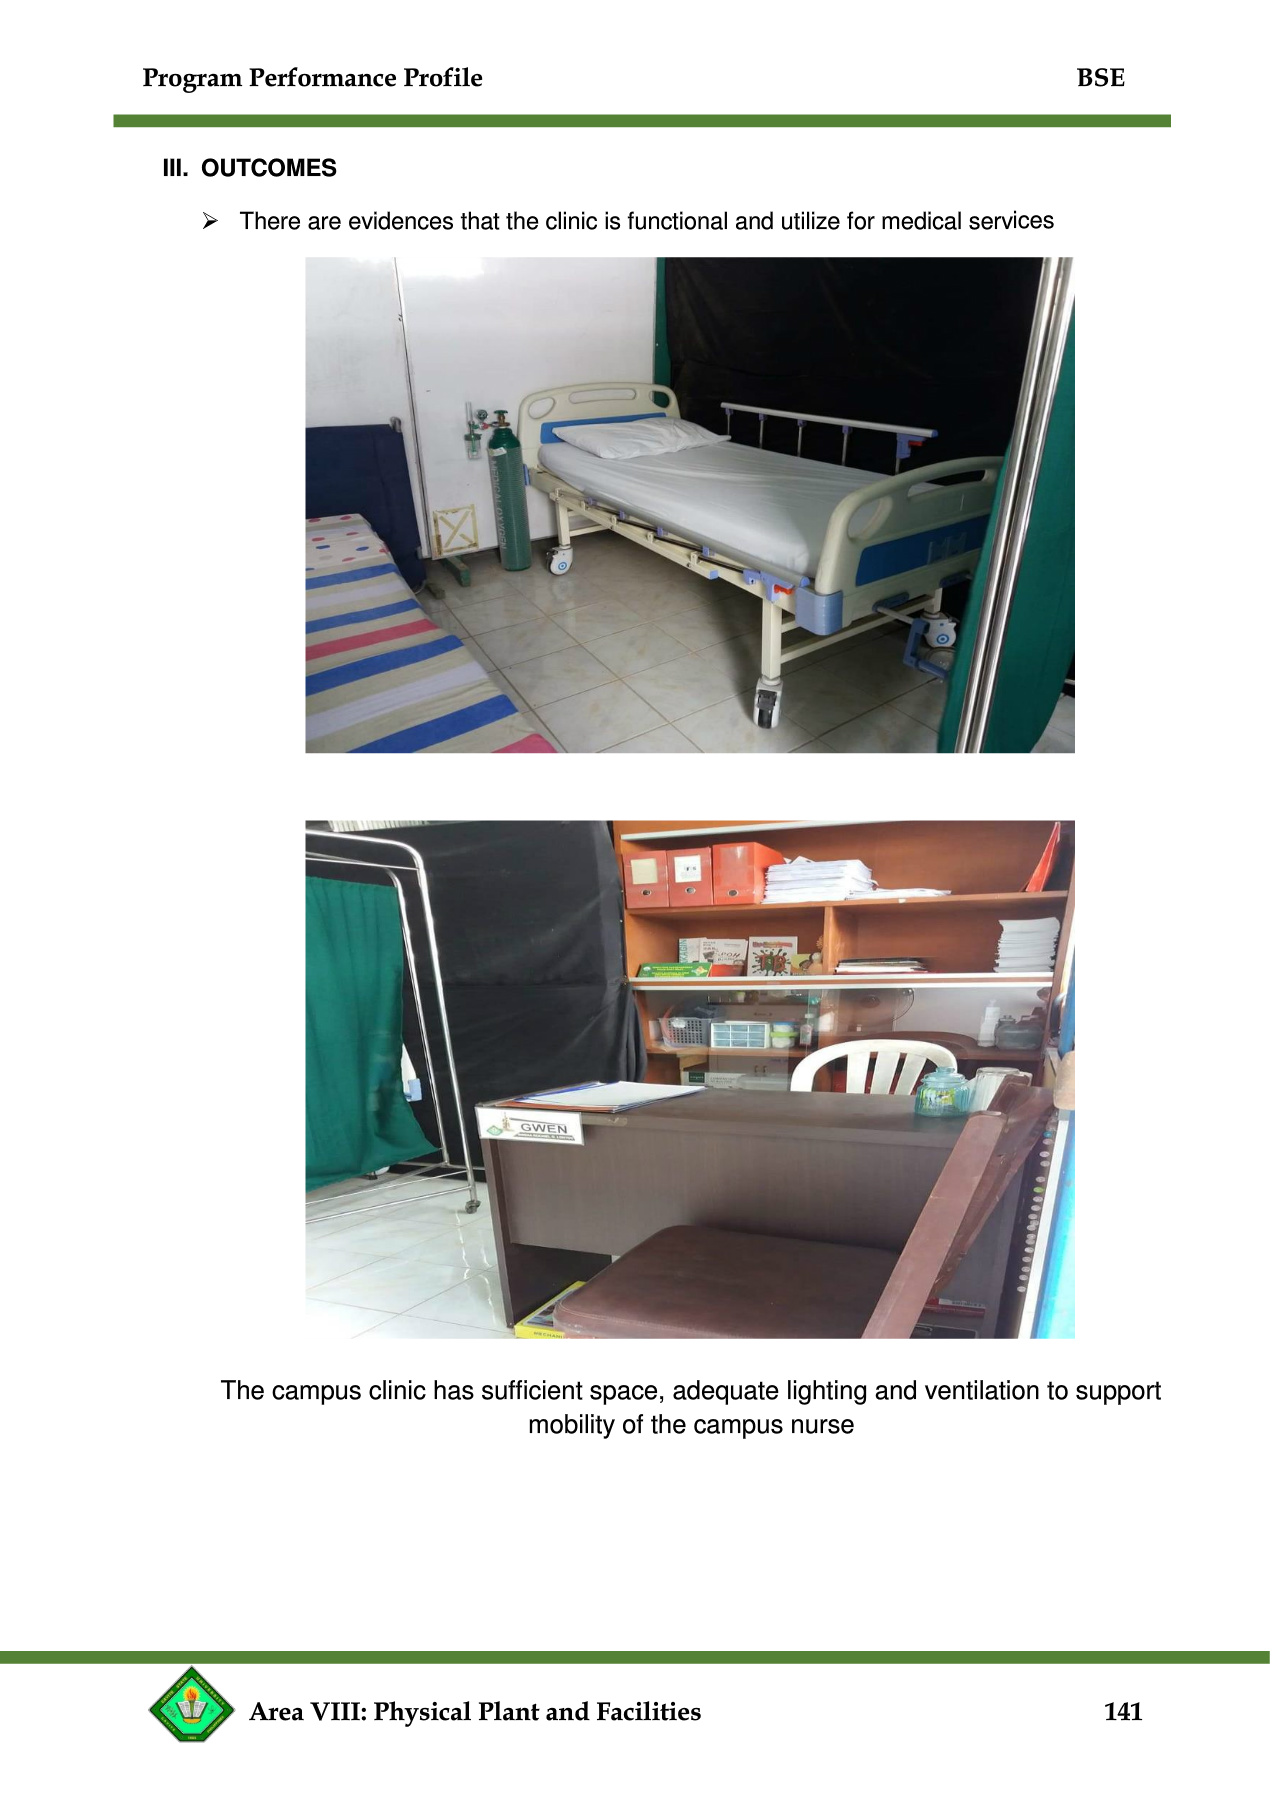 Program Performance Profile BSE
III. OUTCOMES
➢ There are evidences that the clinic is functional and utilize for medical services
MEDICAL OXYGEN
GWEN
The campus clinic has sufficient space, adequate lighting and ventilation to support
mobility of the campus nurse
Area VIII: Physical Plant and Facilities 141